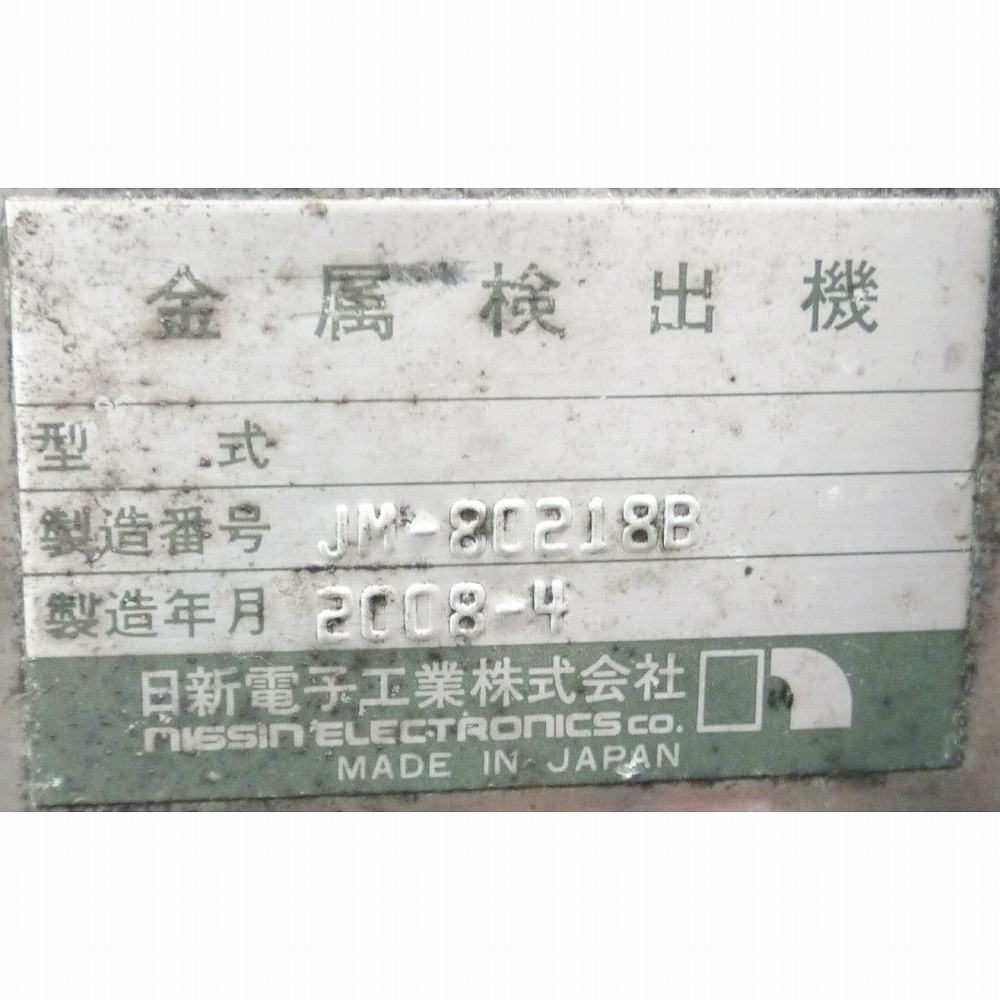 金属検出機
型式
製造番号 JM-8C218B
製造年月 2008-4
日新電子工業株式会社
NISSIN ELECTRONICS CO.
MADE IN JAPAN